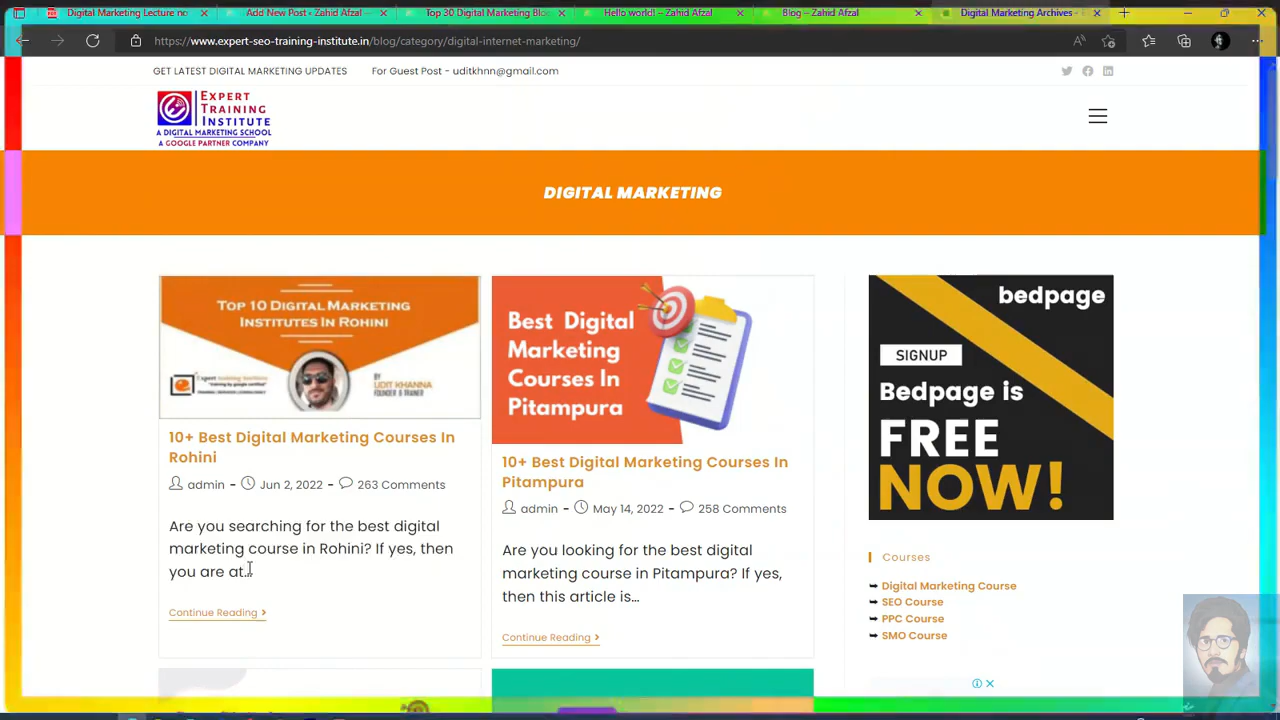 Digital Marketing Lecture no
Add New Post ‹ Zahid Afzal
Top 30 Digital Marketing Blo
Hello world! – Zahid Afzal
Blog – Zahid Afzal
Digital Marketing Archives -
https://www.expert-seo-training-institute.in/blog/category/digital-internet-marketing/
GET LATEST DIGITAL MARKETING UPDATES
For Guest Post - uditkhnn@gmail.com
EXPERT
TRAINING
INSTITUTE
A DIGITAL MARKETING SCHOOL
A GOOGLE PARTNER COMPANY
DIGITAL MARKETING
TOP 10 DIGITAL MARKETING
INSTITUTES IN ROHINI
Expert training institute
UDIT KHANNA
FOUNDER & TRAINER
10+ Best Digital Marketing Courses In
Rohini
admin - Jun 2, 2022 - 263 Comments
Are you searching for the best digital
marketing course in Rohini? If yes, then
you are at...
Continue Reading
Best Digital
Marketing
Courses In
Pitampura
10+ Best Digital Marketing Courses In
Pitampura
admin - May 14, 2022 - 258 Comments
Are you looking for the best digital
marketing course in Pitampura? If yes,
then this article is...
Continue Reading
bedpage
SIGNUP
Bedpage is
FREE
NOW!
Courses
Digital Marketing Course
SEO Course
PPC Course
SMO Course